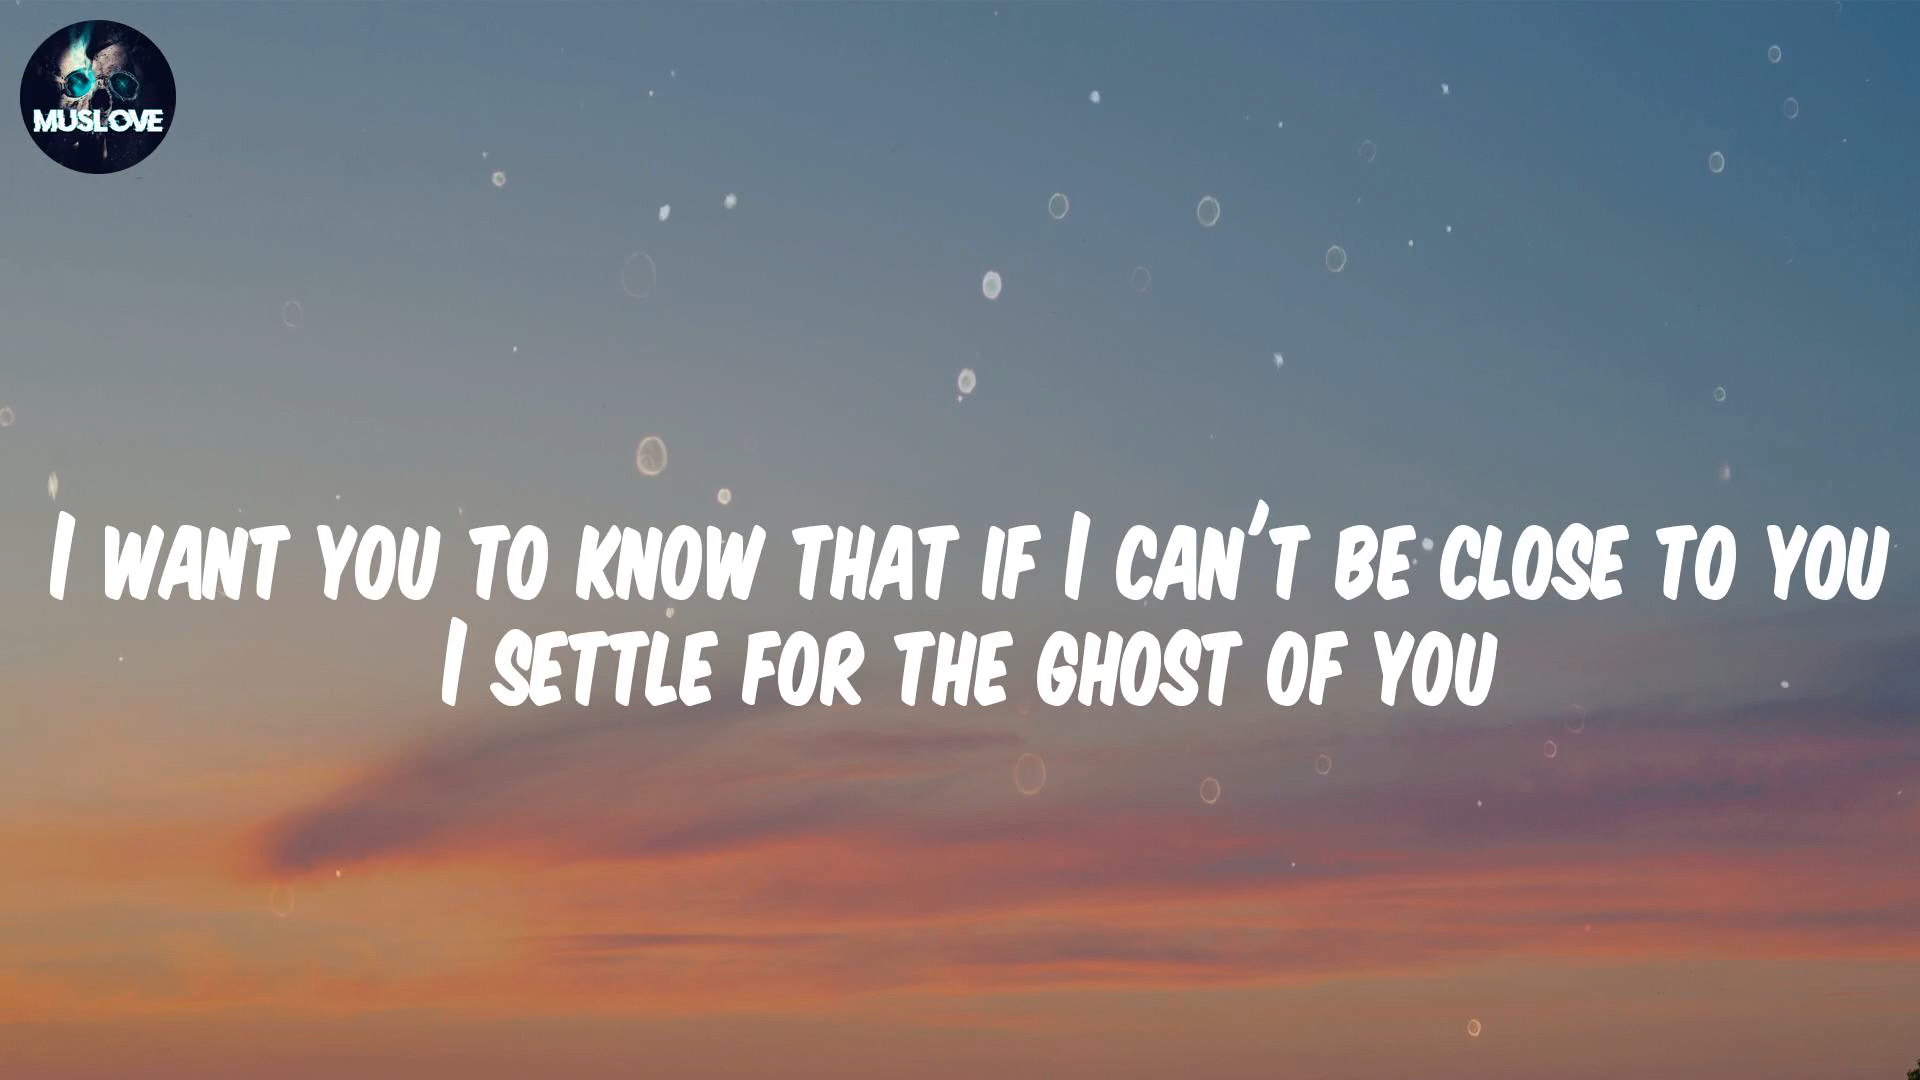 MUSLOVE
I WANT YOU TO KNOW THAT IF I CAN'T BE CLOSE TO YOU
I SETTLE FOR THE GHOST OF YOU